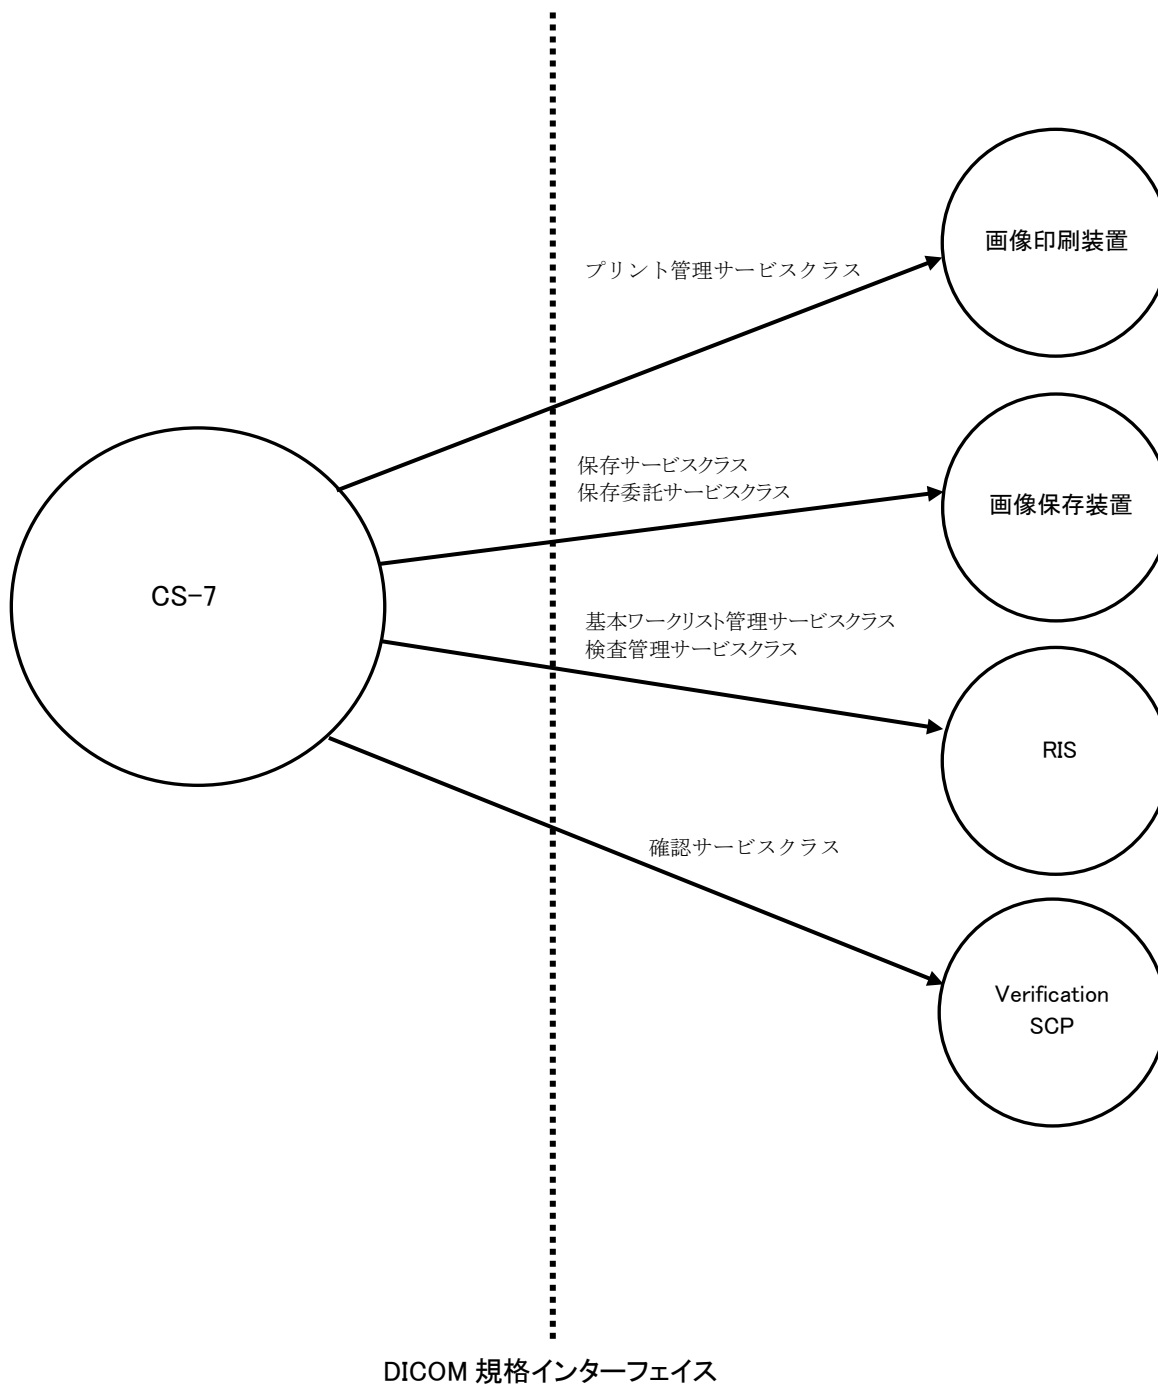 画像印刷装置
プリント管理サービスクラス
保存サービスクラス
保存委託サービスクラス
画像保存装置
CS-7
基本ワークリスト管理サービスクラス
検査管理サービスクラス
RIS
確認サービスクラス
Verification
SCP
DICOM 規格インターフェイス